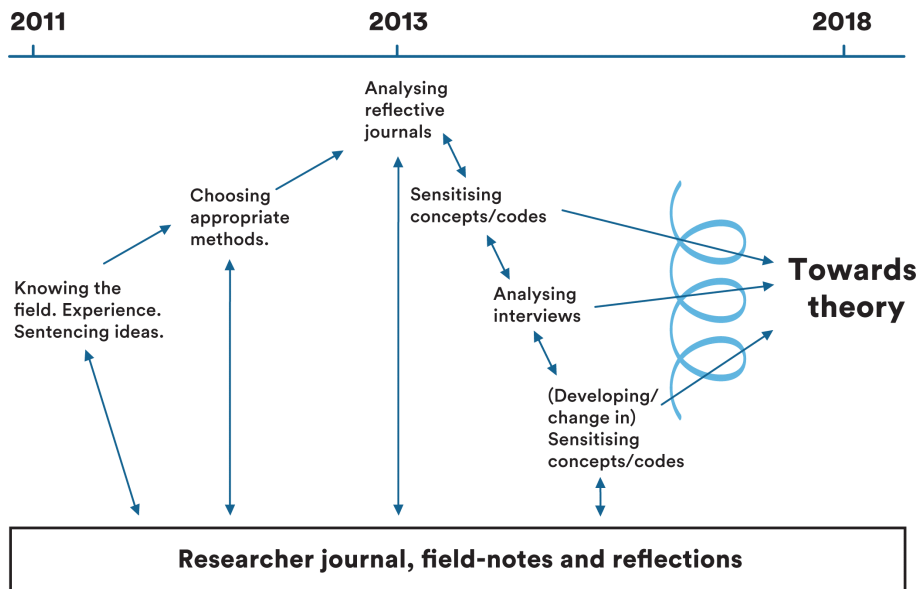 2011
2013
2018
Analysing
reflective
journals
Choosing
appropriate
methods.
Sensitising
concepts/codes
Knowing the
field. Experience.
Sentencing ideas.
Analysing
interviews
Towards
theory
(Developing/
change in)
Sensitising
concepts/codes
Researcher journal, field-notes and reflections